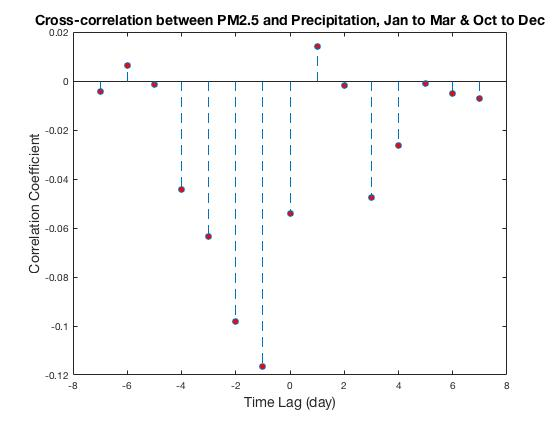 Cross-correlation between PM2.5 and Precipitation, Jan to Mar & Oct to Dec
0.02
0
-0.02
-0.04
-0.06
-0.08
-0.1
-0.12
Correlation Coefficient
-8 -6 -4 -2 0 2 4 6 8
Time Lag (day)